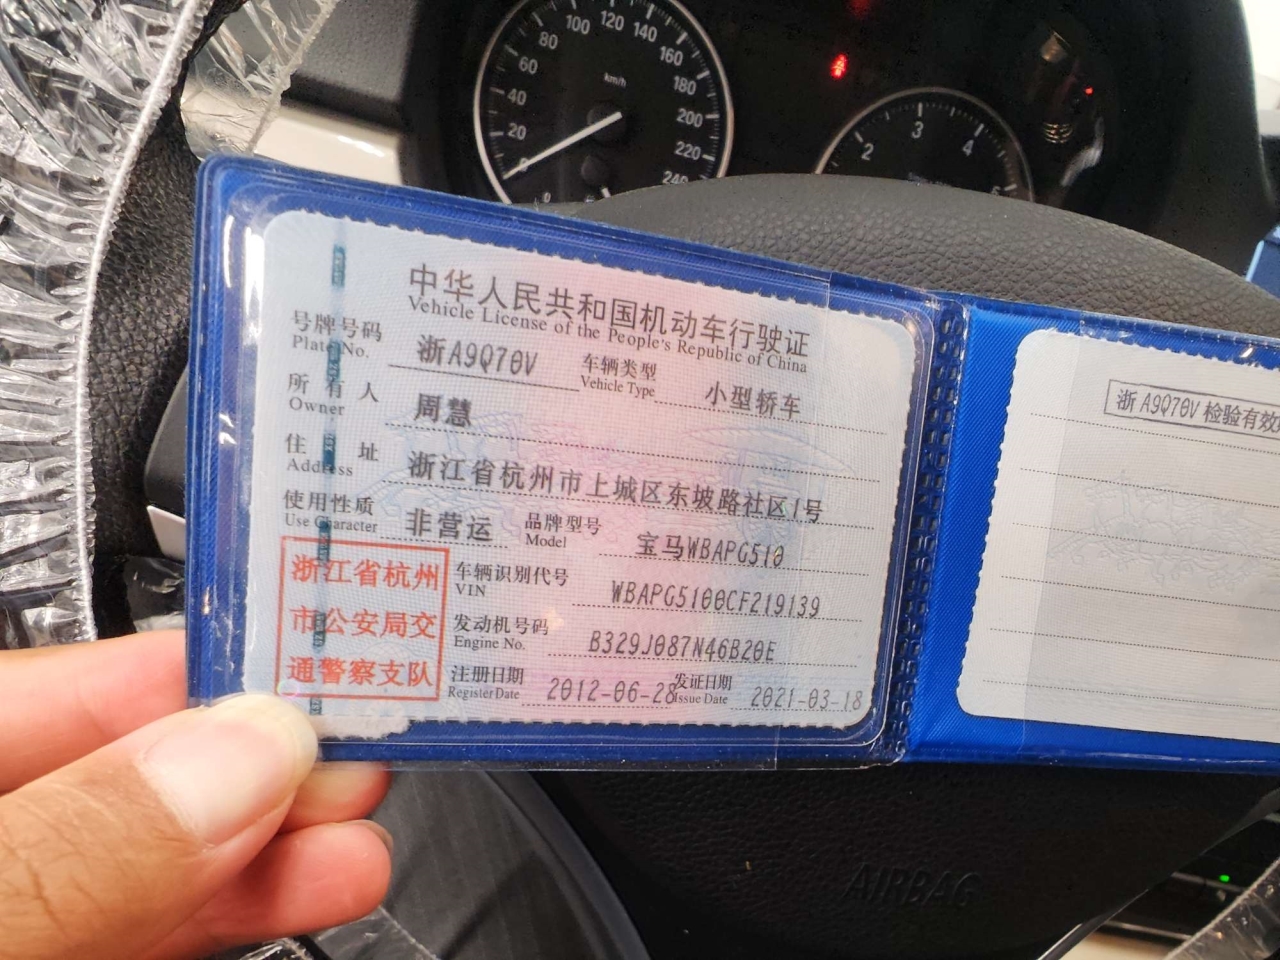 100 120 140
80 160
60 km/h 180
40 200
20 220
0 240
2 3 4 5
中华人民共和国机动车行驶证
Vehicle License of the People's Republic of China
号牌号码 浙A9Q70V 车辆类型 小型轿车
Plate No. Vehicle Type
所有人 周慧
Owner
住址 浙江省杭州市上城区东坡路社区1号
Address
使用性质 非营运 品牌型号 宝马WBAPG510
Use Character Model
浙江省杭州
市公安局交
通警察支队
车辆识别代号 WBAPG5100CF219139
VIN
发动机号码 B329J087N46B20E
Engine No.
注册日期 2012-06-28 发证日期 2021-03-18
Register Date Issue Date
浙A9Q70V检验有效
AIRBAG